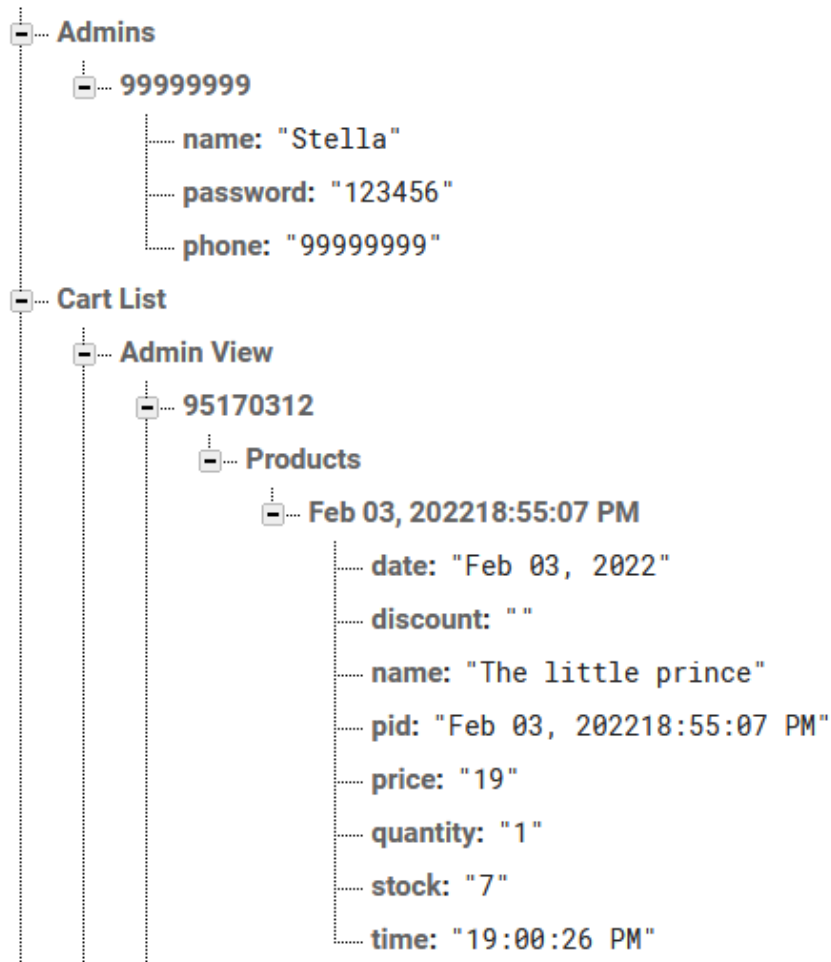 Admins
99999999
name: "Stella"
password: "123456"
phone: "99999999"
Cart List
Admin View
95170312
Products
Feb 03, 202218:55:07 PM
date: "Feb 03, 2022"
discount: ""
name: "The little prince"
pid: "Feb 03, 202218:55:07 PM"
price: "19"
quantity: "1"
stock: "7"
time: "19:00:26 PM"